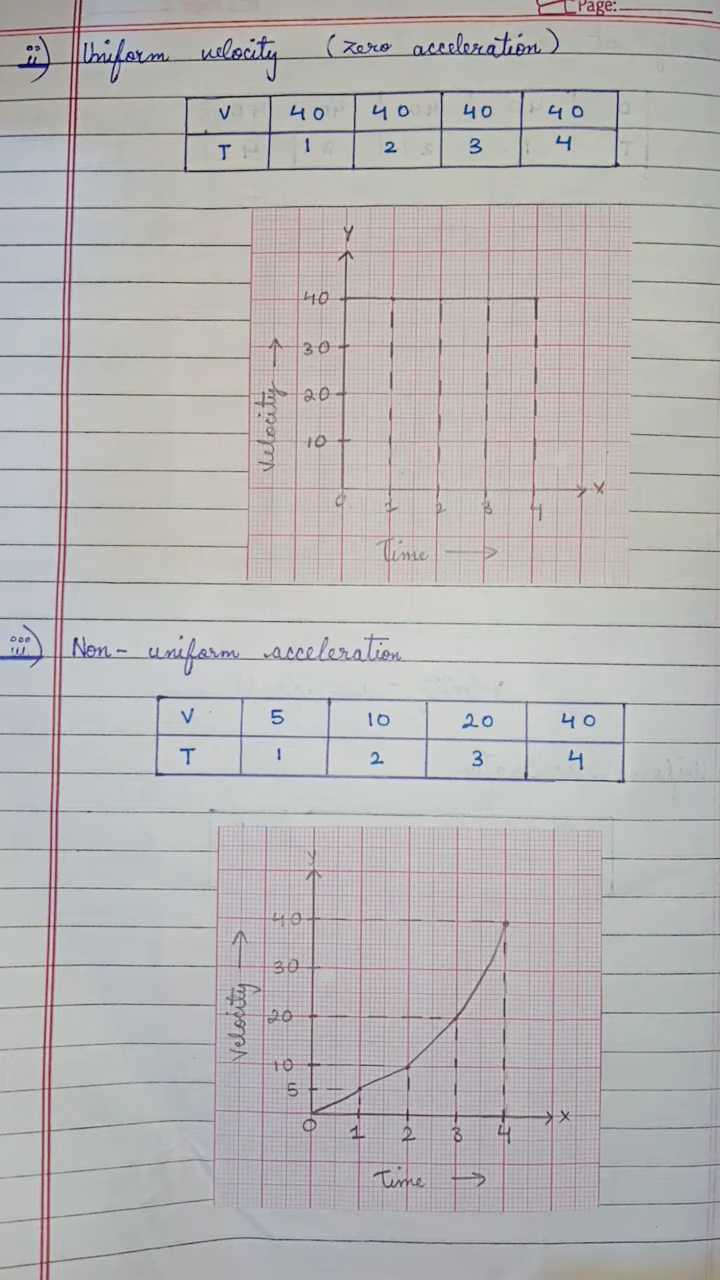 Page:
ii) Uniform velocity (zero acceleration)
V 40 40 40 40
T 1 2 3 4
Y
40
30
20
10
Velocity →
0 1 2 3 4 X
Time →
iii) Non-uniform acceleration
V 5 10 20 40
T 1 2 3 4
Y
40
30
20
10
5
Velocity →
0 1 2 3 4 X
Time →